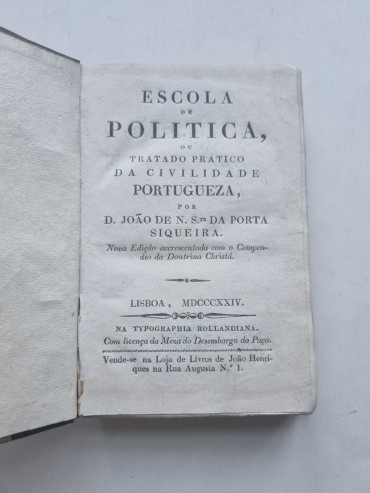 ESCOLA
DE
POLITICA,
OU
TRATADO PRATICO
DA CIVILIDADE
PORTUGUEZA,
POR
D. JOÃO DE N. S.ra DA PORTA
SIQUEIRA.
Nova Edição accrescentada com o Compen-
dio da Doutrina Christã.
LISBOA, MDCCCXXIV.
NA TYPOGRAPHIA ROLLANDIANA.
Com licença da Meza do Desembargo do Paço.
Vende-se na Loja de Livros de João Henri-
ques na Rua Augusta N.º 1.